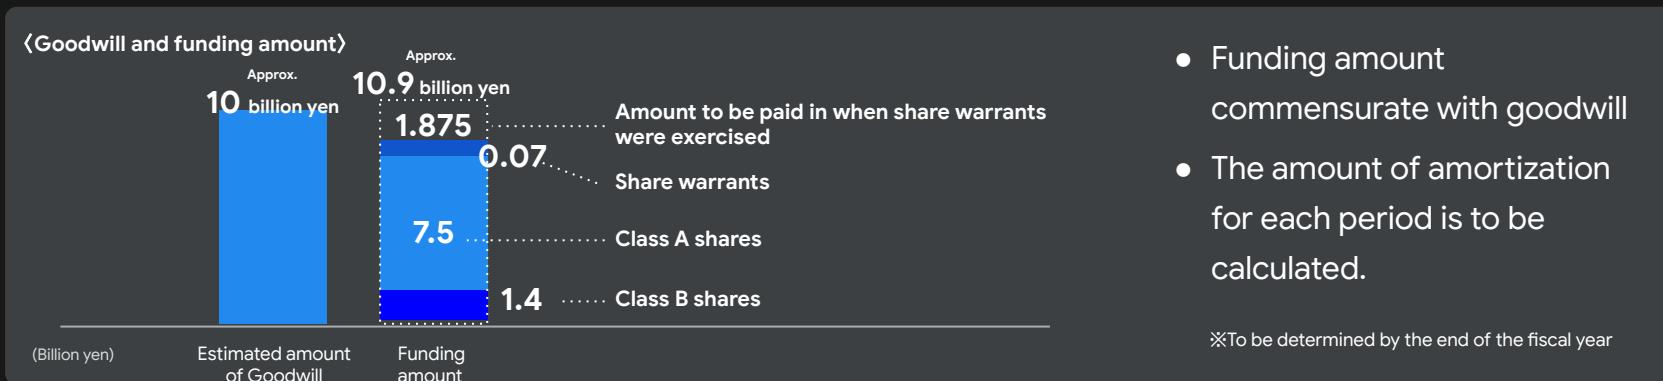 〈Goodwill and funding amount〉
Approx.
10 billion yen
Approx.
10.9 billion yen
1.875
Amount to be paid in when share warrants
were exercised
0.07
Share warrants
7.5
Class A shares
1.4
Class B shares
(Billion yen)
Estimated amount
of Goodwill
Funding
amount
● Funding amount
commensurate with goodwill
● The amount of amortization
for each period is to be
calculated.
※To be determined by the end of the fiscal year